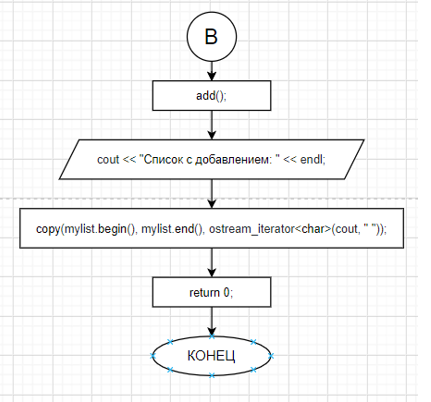 B
add();
cout << "Список с добавлением: " << endl;
copy(mylist.begin(), mylist.end(), ostream_iterator<char>(cout, " "));
return 0;
КОНЕЦ